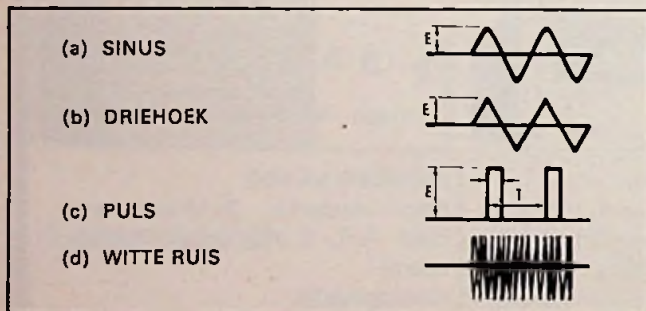 (a) SINUS
E
(b) DRIEHOEK
E
(c) PULS
E
T
(d) WITTE RUIS